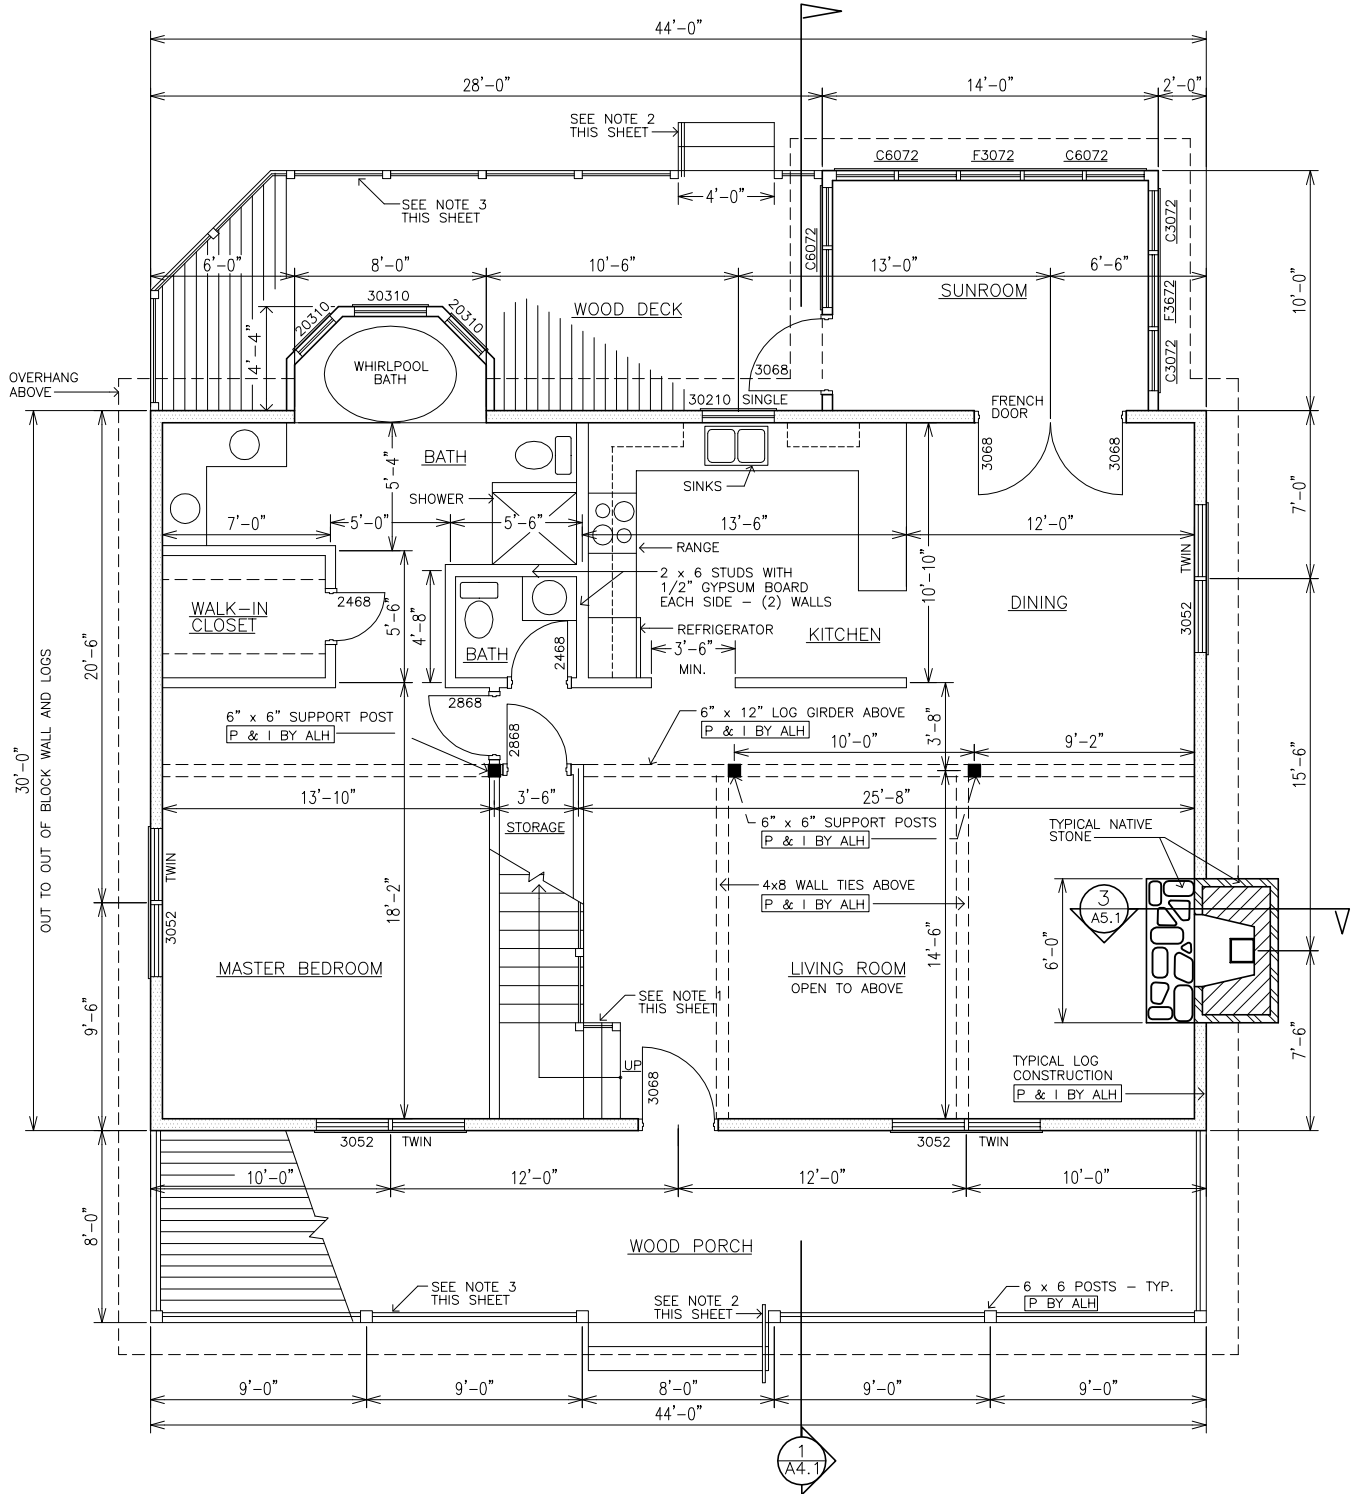 44'-0"
28'-0"
14'-0"
2'-0"
SEE NOTE 2
THIS SHEET
C6072
F3072
C6072
4'-0"
SEE NOTE 3
THIS SHEET
C6072
C3072
F3672
C3072
6'-0"
8'-0"
10'-6"
13'-0"
6'-6"
10'-0"
SUNROOM
20310
30310
20310
WOOD DECK
4'-4"
WHIRLPOOL
BATH
3068
OVERHANG
ABOVE
30210 SINGLE
FRENCH
DOOR
3068
3068
BATH
5'-4"
SHOWER
SINKS
7'-0"
7'-0"
5'-0"
5'-6"
13'-6"
12'-0"
RANGE
TWIN
3052
2 x 6 STUDS WITH
1/2" GYPSUM BOARD
EACH SIDE - (2) WALLS
10'-10"
WALK-IN
CLOSET
2468
5'-6"
4'-8"
DINING
REFRIGERATOR
KITCHEN
BATH
2468
3'-6"
MIN.
20'-6"
30'-0"
OUT TO OUT OF BLOCK WALL AND LOGS
2868
2868
6" x 6" SUPPORT POST
P & I BY ALH
6" x 12" LOG GIRDER ABOVE
P & I BY ALH
3'-8"
10'-0"
9'-2"
15'-6"
13'-10"
3'-6"
25'-8"
STORAGE
6" x 6" SUPPORT POSTS
P & I BY ALH
TYPICAL NATIVE
STONE
TWIN
3052
18'-2"
4x8 WALL TIES ABOVE
P & I BY ALH
3
A5.1
14'-6"
6'-0"
MASTER BEDROOM
LIVING ROOM
OPEN TO ABOVE
9'-6"
SEE NOTE 1
THIS SHEET
7'-6"
UP
3068
TYPICAL LOG
CONSTRUCTION
P & I BY ALH
3052 TWIN
3052 TWIN
10'-0"
12'-0"
12'-0"
10'-0"
8'-0"
WOOD PORCH
SEE NOTE 3
THIS SHEET
SEE NOTE 2
THIS SHEET
6 x 6 POSTS - TYP.
P BY ALH
9'-0"
9'-0"
8'-0"
9'-0"
9'-0"
44'-0"
1
A4.1